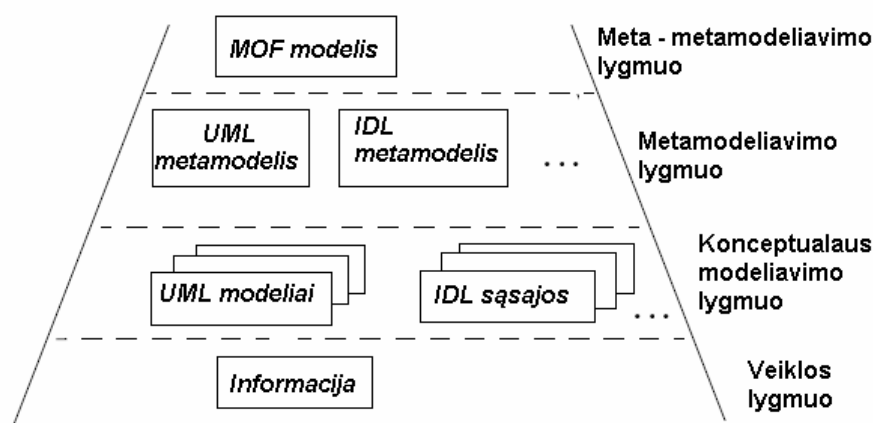 MOF modelis
Meta - metamodeliavimo
lygmuo
UML
metamodelis
IDL
metamodelis
...
Metamodeliavimo
lygmuo
UML modeliai
IDL sąsajos
...
Konceptualaus
modeliavimo
lygmuo
Informacija
Veiklos
lygmuo